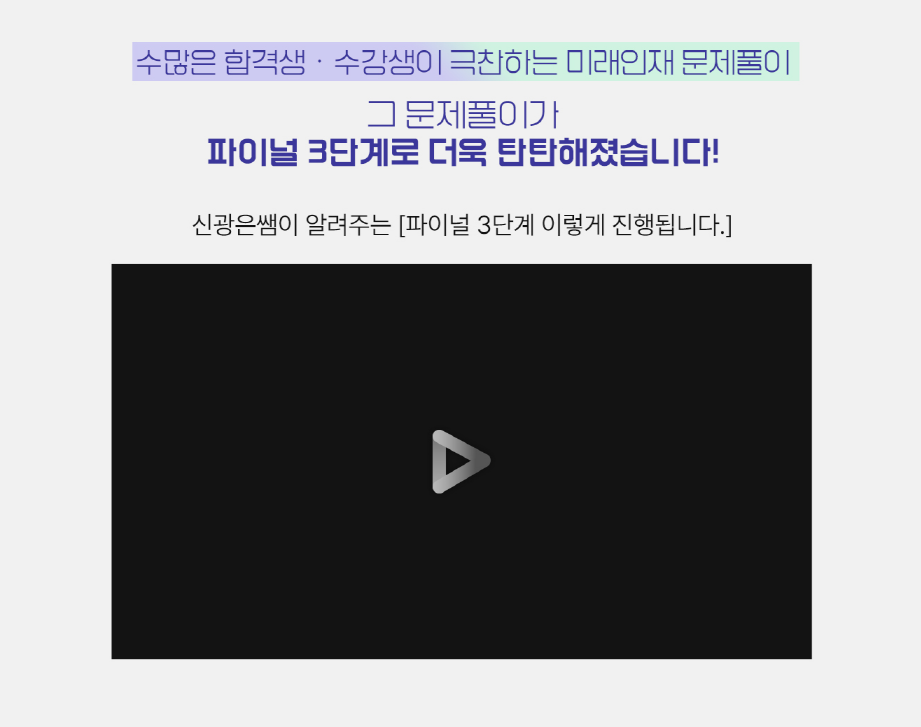 수많은 합격생 · 수강생이 극찬하는 미래인재 문제풀이
그 문제풀이가
파이널 3단계로 더욱 탄탄해졌습니다!
신광은쌤이 알려주는 [파이널 3단계 이렇게 진행됩니다.]